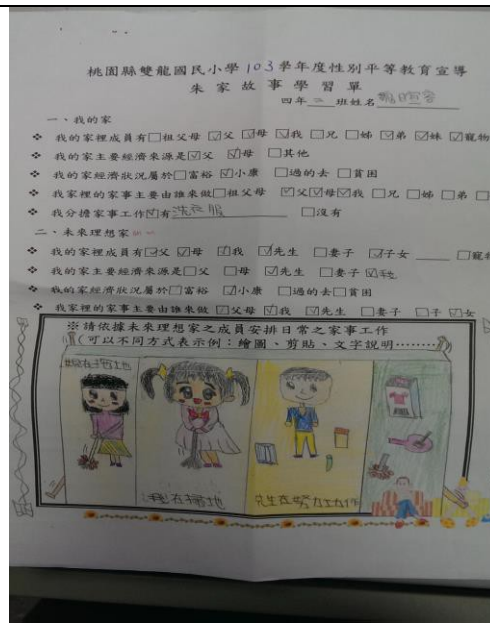 桃園縣雙龍國民小學103學年度性別平等教育宣導
朱家故事學習單
四年二班姓名
一、我的家
❖ 我的家裡成員有□祖父母 ☑父 ☑母 ☑我 □兄 □姊 ☑弟 ☑妹 ☑寵物
❖ 我的家主要經濟來源是☑父 ☑母 □其他
❖ 我的家經濟狀況屬於□富裕 ☑小康 □過的去 □貧困
❖ 我家裡的家事主要由誰來做□祖父母 ☑父☑母☑我 □兄 □姊 □弟 □
❖ 我分擔家事工作☑有洗衣服 □沒有
二、未來理想家
❖ 我的家裡成員有☑父 ☑母 ☑我 ☑先生 □妻子 ☑子女 □寵
❖ 我的家主要經濟來源是□父 □母 ☑先生 □妻子 ☑
❖ 我的家經濟狀況屬於□富裕 ☑小康 □過的去 □貧困
❖ 我家裡的家事主要由誰來做 ☑父母 ☑我 ☑先生 □妻子 □子 ☑女
※請依據未來理想家之成員安排日常之家事工作
(可以不同方式表示例：繪圖、剪貼、文字說明………)
在掃地
我在掃地
先生在努力工作